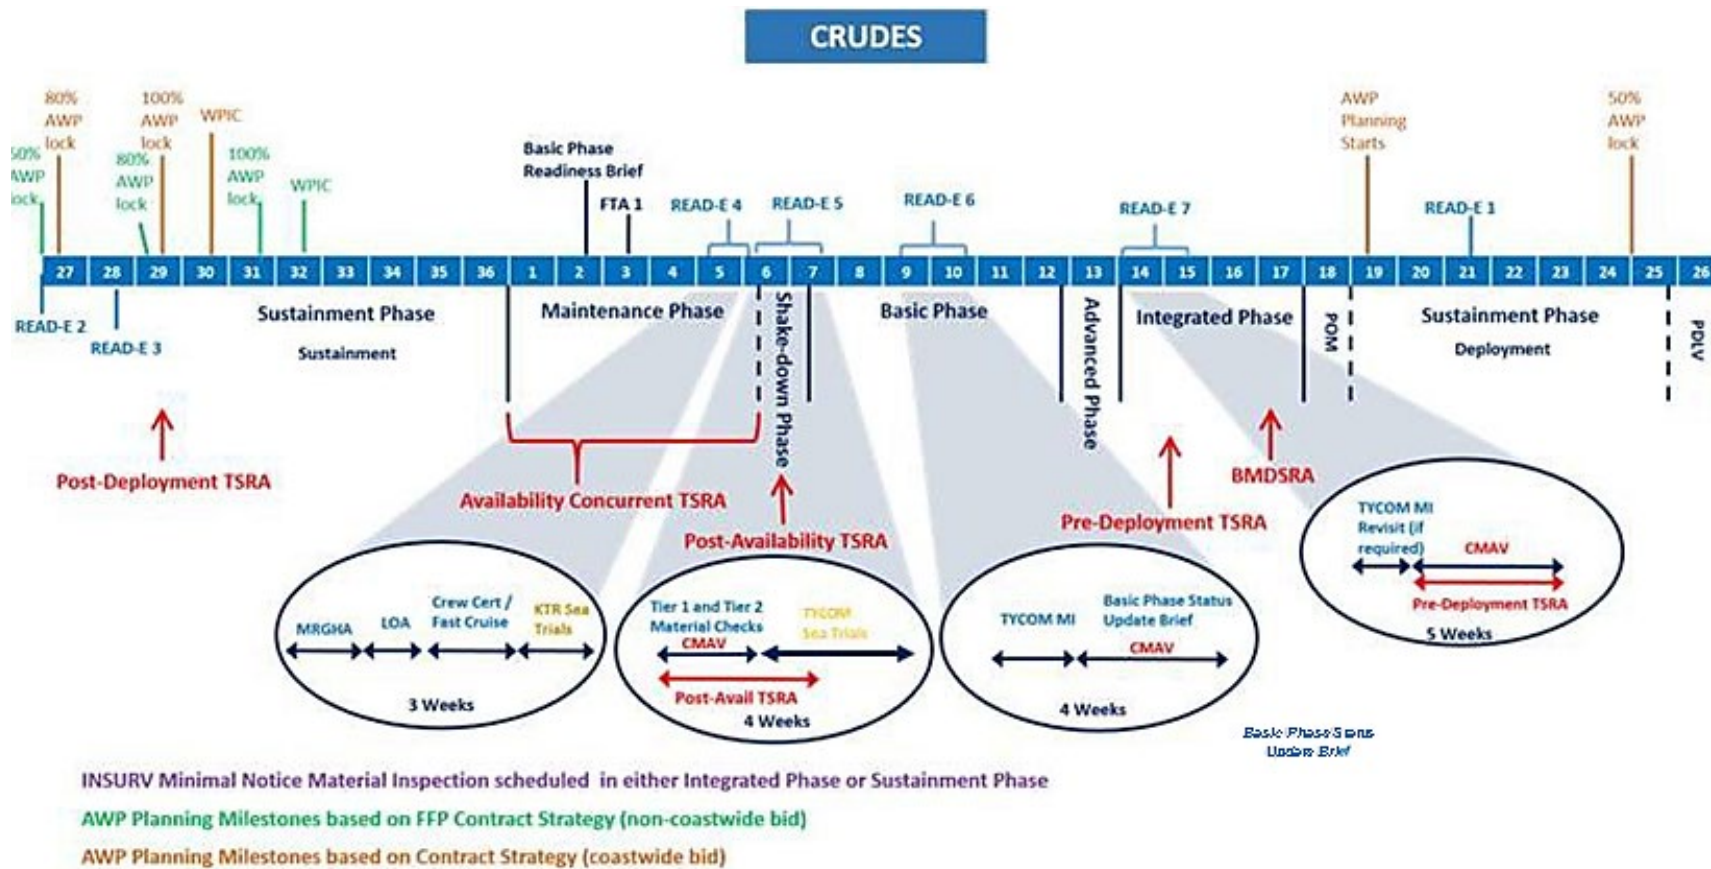 CRUDES
80%
AWP
lock
100%
AWP
lock
WPIC
AWP
Planning
Starts
50%
AWP
lock
50%
AWP
lock
80%
AWP
lock
100%
AWP
lock
WPIC
Basic Phase
Readiness Brief
FTA 1
READ-E 4
READ-E 5
READ-E 6
READ-E 7
READ-E 1
27 28 29 30 31 32 33 34 35 36 1 2 3 4 5 6 7 8 9 10 11 12 13 14 15 16 17 18 19 20 21 22 23 24 25 26
READ-E 2
READ-E 3
Sustainment Phase
Sustainment
Maintenance Phase
Shake-down Phase
Basic Phase
Advanced Phase
Integrated Phase
POM
Sustainment Phase
Deployment
PDLV
Post-Deployment TSRA
Availability Concurrent TSRA
Post-Availability TSRA
Pre-Deployment TSRA
BMDSRA
MRGHA
LOA
Crew Cert /
Fast Cruise
KTR Sea
Trials
3 Weeks
Tier 1 and Tier 2
Material Checks
CMAV
TYCOM
Sea Trials
Post-Avail TSRA
4 Weeks
TYCOM MI
Basic Phase Status
Update Brief
CMAV
4 Weeks
TYCOM MI
Revisit (if
required)
CMAV
Pre-Deployment TSRA
5 Weeks
Basic Phase Status
Update Brief
INSURV Minimal Notice Material Inspection scheduled in either Integrated Phase or Sustainment Phase
AWP Planning Milestones based on FFP Contract Strategy (non-coastwide bid)
AWP Planning Milestones based on Contract Strategy (coastwide bid)